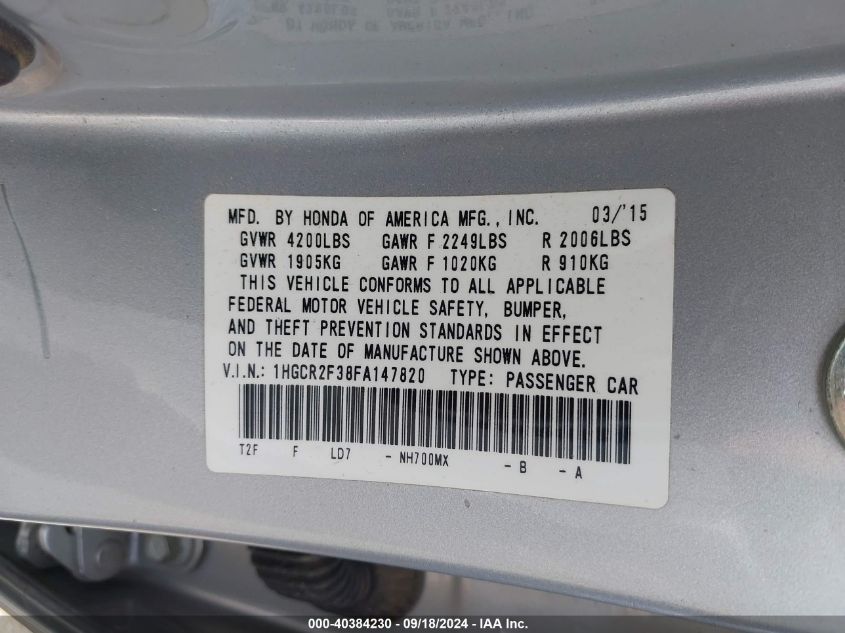 MFD. BY HONDA OF AMERICA MFG., INC. 03/'15
GVWR 4200LBS GAWR F 2249LBS R 2006LBS
GVWR 1905KG GAWR F 1020KG R 910KG
THIS VEHICLE CONFORMS TO ALL APPLICABLE
FEDERAL MOTOR VEHICLE SAFETY, BUMPER,
AND THEFT PREVENTION STANDARDS IN EFFECT
ON THE DATE OF MANUFACTURE SHOWN ABOVE.
V.I.N.: 1HGCR2F38FA147820 TYPE: PASSENGER CAR
T2F F LD7 - NH700MX - B - A
000-40384230 - 09/18/2024 - IAA Inc.